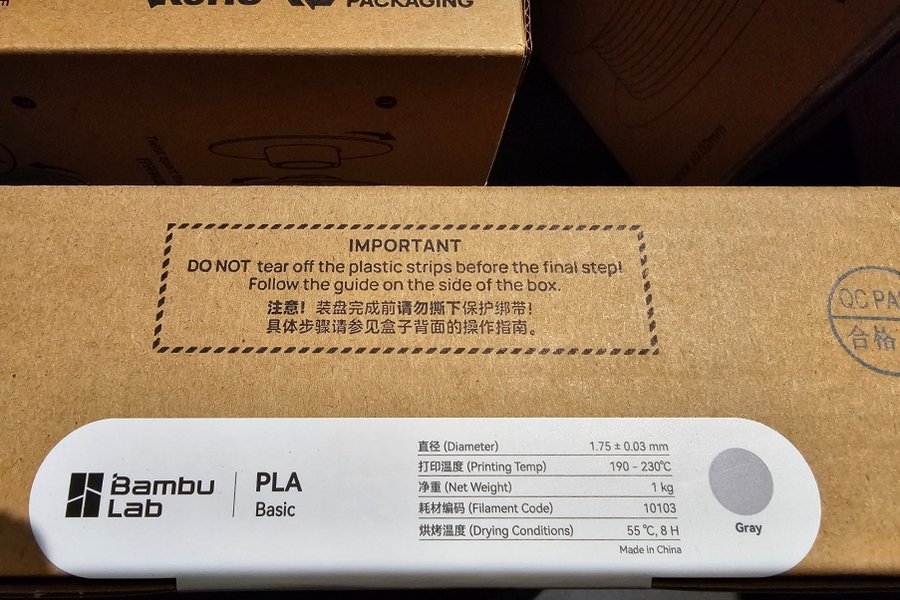 RoHS
PACKAGING
±0.02mm
IMPORTANT
DO NOT tear off the plastic strips before the final step!
Follow the guide on the side of the box.
注意! 装盘完成前请勿撕下保护绑带!
具体步骤请参见盒子背面的操作指南。
QC PA
合格
Bambu
Lab
PLA
Basic
直径 (Diameter) 1.75 ± 0.03 mm
打印温度 (Printing Temp) 190 - 230℃
净重 (Net Weight) 1 kg
耗材编码 (Filament Code) 10103
烘烤温度 (Drying Conditions) 55 ℃, 8 H
Made in China
Gray